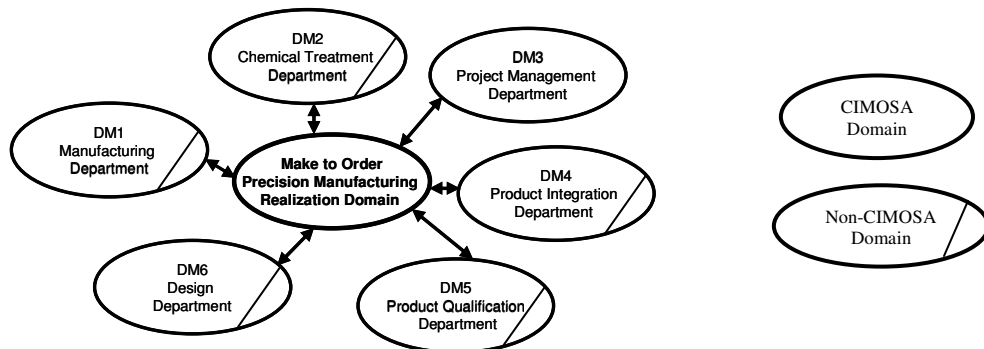 DM2
Chemical Treatment
Department
DM3
Project Management
Department
DM1
Manufacturing
Department
Make to Order
Precision Manufacturing
Realization Domain
DM4
Product Integration
Department
DM6
Design
Department
DM5
Product Qualification
Department
CIMOSA
Domain
Non-CIMOSA
Domain